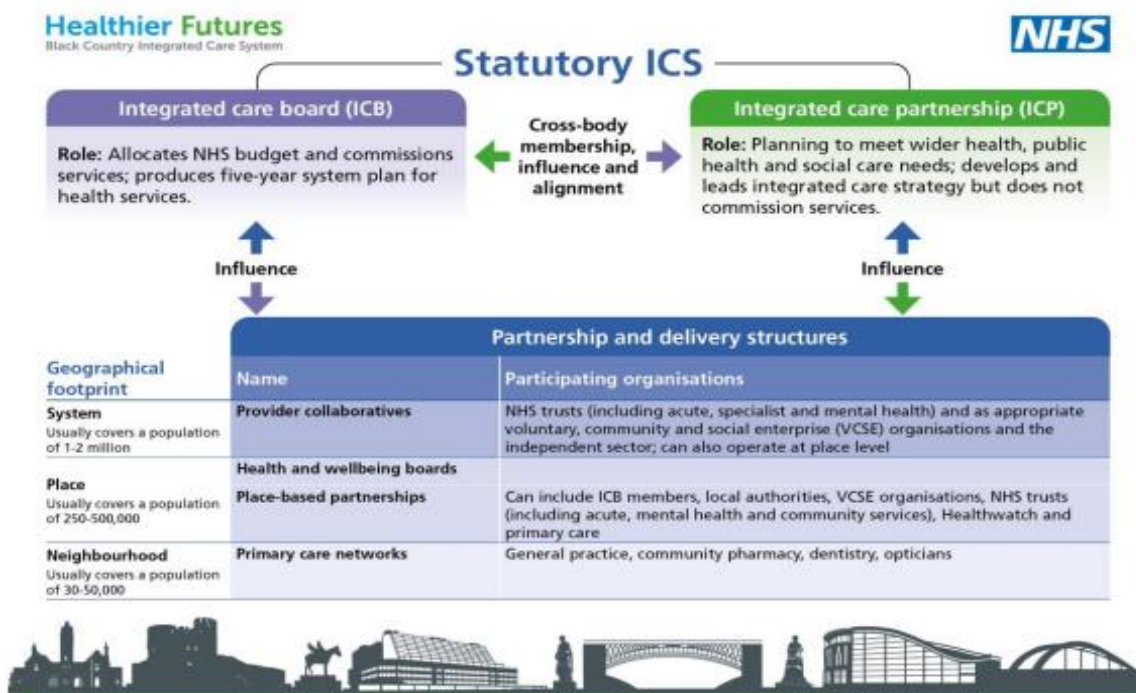 Healthier Futures
Black Country Integrated Care System
NHS
Statutory ICS
Integrated care board (ICB)
Role: Allocates NHS budget and commissions
services; produces five-year system plan for
health services.
Cross-body
membership,
influence and
alignment
Integrated care partnership (ICP)
Role: Planning to meet wider health, public
health and social care needs; develops and
leads integrated care strategy but does not
commission services.
Influence
Influence
Partnership and delivery structures
Geographical
footprint
Name
Participating organisations
System
Usually covers a population
of 1-2 million
Provider collaboratives
NHS trusts (including acute, specialist and mental health) and as appropriate
voluntary, community and social enterprise (VCSE) organisations and the
independent sector; can also operate at place level
Place
Usually covers a population
of 250-500,000
Health and wellbeing boards
Place-based partnerships
Can include ICB members, local authorities, VCSE organisations, NHS trusts
(including acute, mental health and community services), Healthwatch and
primary care
Neighbourhood
Usually covers a population
of 30-50,000
Primary care networks
General practice, community pharmacy, dentistry, opticians